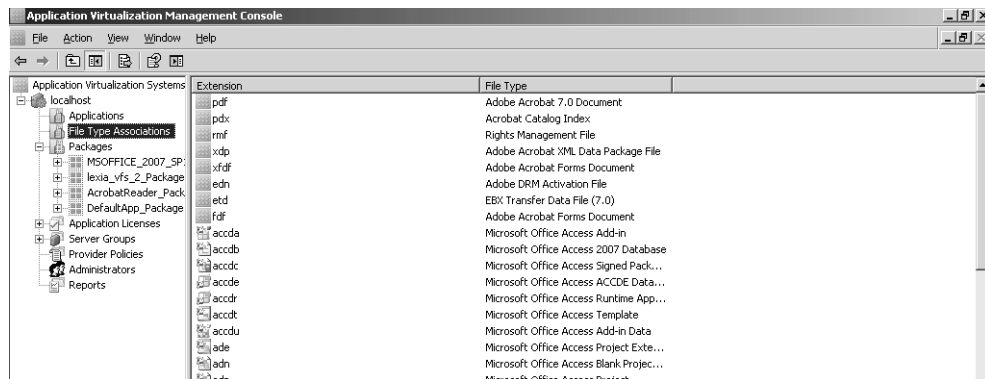 Application Virtualization Management Console
File Action View Window Help
Application Virtualization Systems
localhost
Applications
File Type Associations
Packages
MSOFFICE_2007_SP1
lexia_vfs_2_Package
AcrobatReader_Pack
DefaultApp_Package
Application Licenses
Server Groups
Provider Policies
Administrators
Reports
Extension File Type
pdf Adobe Acrobat 7.0 Document
pdx Acrobat Catalog Index
rmf Rights Management File
xdp Adobe Acrobat XML Data Package File
xfdf Adobe Acrobat Forms Document
edn Adobe DRM Activation File
etd EBX Transfer Data File (7.0)
fdf Adobe Acrobat Forms Document
accda Microsoft Office Access Add-in
accdb Microsoft Office Access 2007 Database
accdc Microsoft Office Access Signed Pack...
accde Microsoft Office Access ACCDE Data...
accdr Microsoft Office Access Runtime App...
accdt Microsoft Office Access Template
accdu Microsoft Office Access Add-in Data
ade Microsoft Office Access Project Exte...
adn Microsoft Office Access Blank Projec...
adp Microsoft Office Access Project